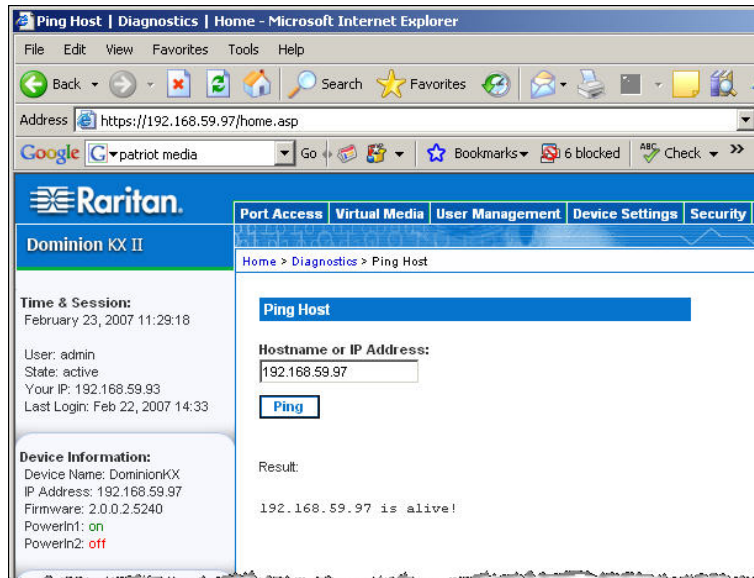 Ping Host | Diagnostics | Home - Microsoft Internet Explorer
File Edit View Favorites Tools Help
Back Search Favorites
Address https://192.168.59.97/home.asp
Google G patriot media Go Bookmarks 6 blocked ABC Check »
Raritan.
Port Access Virtual Media User Management Device Settings Security
Dominion KX II
Home > Diagnostics > Ping Host
Time & Session:
February 23, 2007 11:29:18
User: admin
State: active
Your IP: 192.168.59.93
Last Login: Feb 22, 2007 14:33
Device Information:
Device Name: DominionKX
IP Address: 192.168.59.97
Firmware: 2.0.0.2.5240
PowerIn1: on
PowerIn2: off
Ping Host
Hostname or IP Address:
192.168.59.97
Ping
Result:
192.168.59.97 is alive!